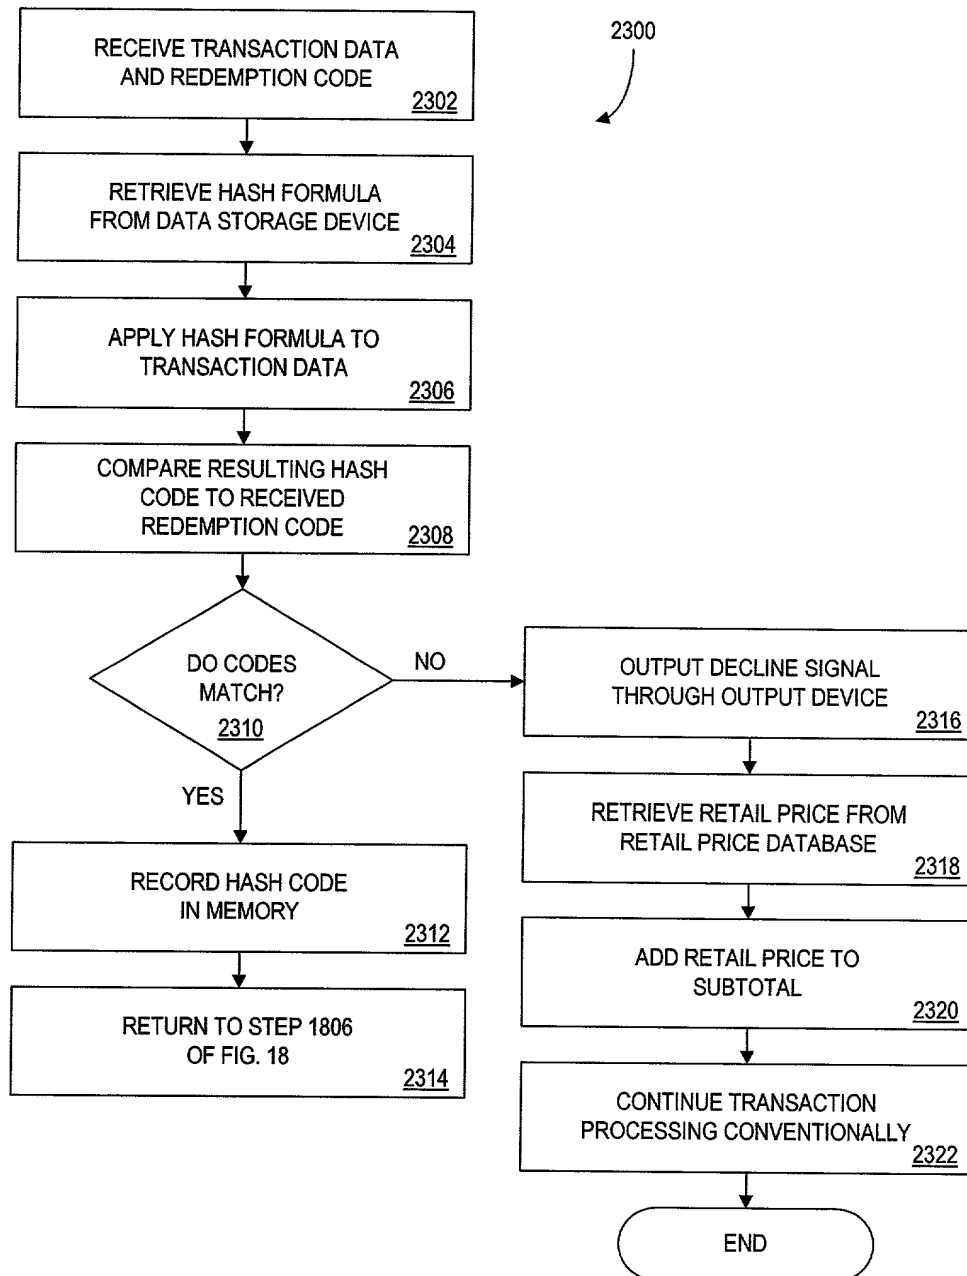 2300
RECEIVE TRANSACTION DATA
AND REDEMPTION CODE
2302
RETRIEVE HASH FORMULA
FROM DATA STORAGE DEVICE
2304
APPLY HASH FORMULA TO
TRANSACTION DATA
2306
COMPARE RESULTING HASH
CODE TO RECEIVED
REDEMPTION CODE
2308
DO CODES
MATCH?
2310
NO
YES
RECORD HASH CODE
IN MEMORY
2312
RETURN TO STEP 1806
OF FIG. 18
2314
OUTPUT DECLINE SIGNAL
THROUGH OUTPUT DEVICE
2316
RETRIEVE RETAIL PRICE FROM
RETAIL PRICE DATABASE
2318
ADD RETAIL PRICE TO
SUBTOTAL
2320
CONTINUE TRANSACTION
PROCESSING CONVENTIONALLY
2322
END